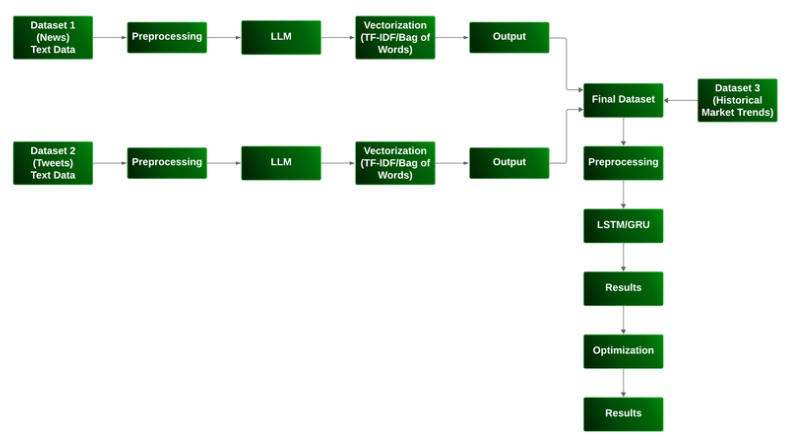 Dataset 1
(News)
Text Data
Preprocessing
LLM
Vectorization
(TF-IDF/Bag of
Words)
Output
Dataset 2
(Tweets)
Text Data
Preprocessing
LLM
Vectorization
(TF-IDF/Bag of
Words)
Output
Final Dataset
Dataset 3
(Historical
Market Trends)
Preprocessing
LSTM/GRU
Results
Optimization
Results